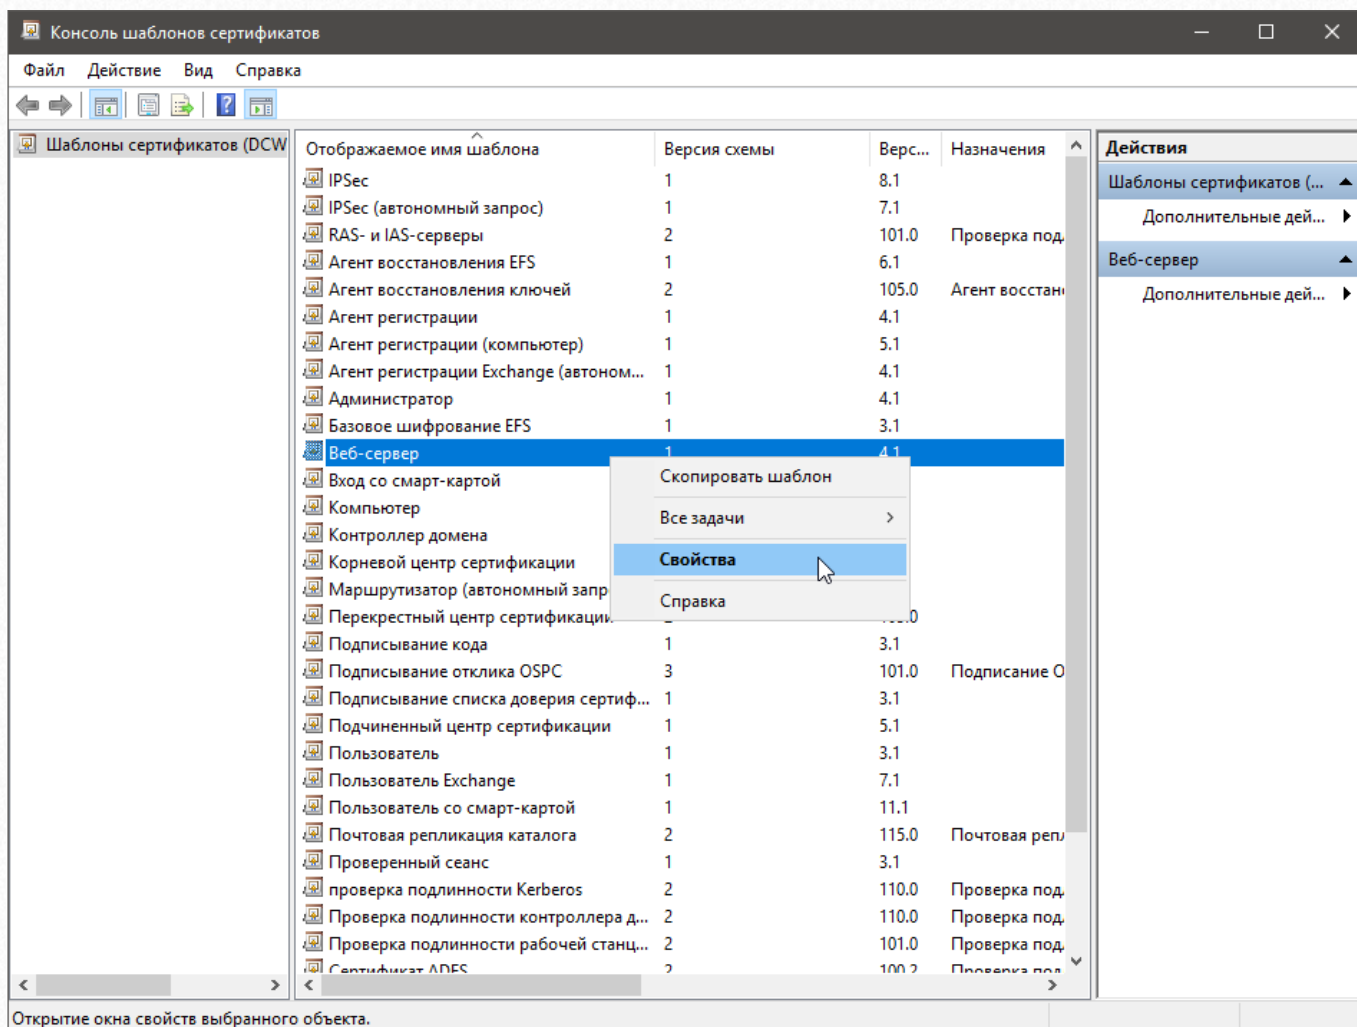 Консоль шаблонов сертификатов
Файл Действие Вид Справка
Шаблоны сертификатов (DCW
Отображаемое имя шаблона Версия схемы Верс... Назначения
IPSec 1 8.1
IPSec (автономный запрос) 1 7.1
RAS- и IAS-серверы 2 101.0 Проверка под
Агент восстановления EFS 1 6.1
Агент восстановления ключей 2 105.0 Агент восстан
Агент регистрации 1 4.1
Агент регистрации (компьютер) 1 5.1
Агент регистрации Exchange (автоном... 1 4.1
Администратор 1 4.1
Базовое шифрование EFS 1 3.1
Веб-сервер 1 4.1
Вход со смарт-картой
Компьютер
Контроллер домена
Корневой центр сертификации
Маршрутизатор (автономный запр
Перекрестный центр сертификации
Подписывание кода 1 3.1
Подписывание отклика OSPC 3 101.0 Подписание O
Подписывание списка доверия сертиф... 1 3.1
Подчиненный центр сертификации 1 5.1
Пользователь 1 3.1
Пользователь Exchange 1 7.1
Пользователь со смарт-картой 1 11.1
Почтовая репликация каталога 2 115.0 Почтовая репл
Проверенный сеанс 1 3.1
проверка подлинности Kerberos 2 110.0 Проверка под
Проверка подлинности контроллера д... 2 110.0 Проверка под
Проверка подлинности рабочей станц... 2 101.0 Проверка под
Сертификат ADFS 2 100.2 Проверка под
Скопировать шаблон
Все задачи
Свойства
Справка
Действия
Шаблоны сертификатов (...
Дополнительные дей...
Веб-сервер
Дополнительные дей...
Открытие окна свойств выбранного объекта.